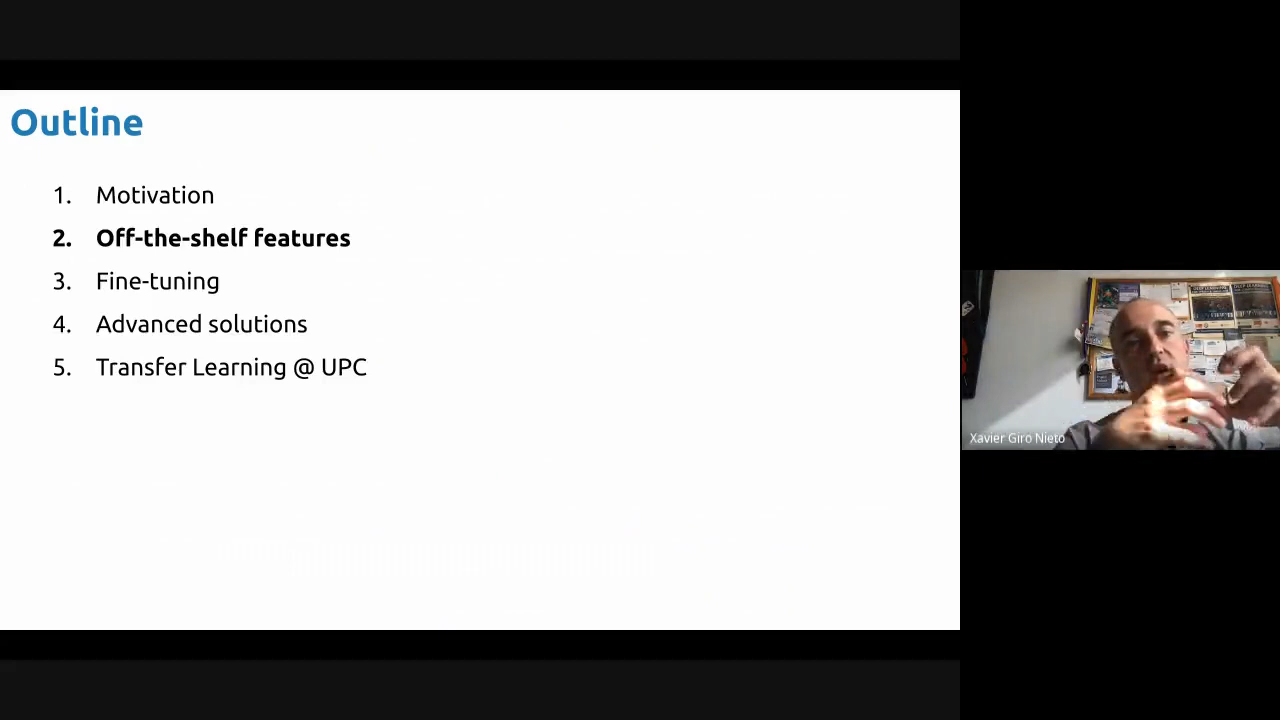 Outline
1. Motivation
2. Off-the-shelf features
3. Fine-tuning
4. Advanced solutions
5. Transfer Learning @ UPC
Xavier Giro Nieto